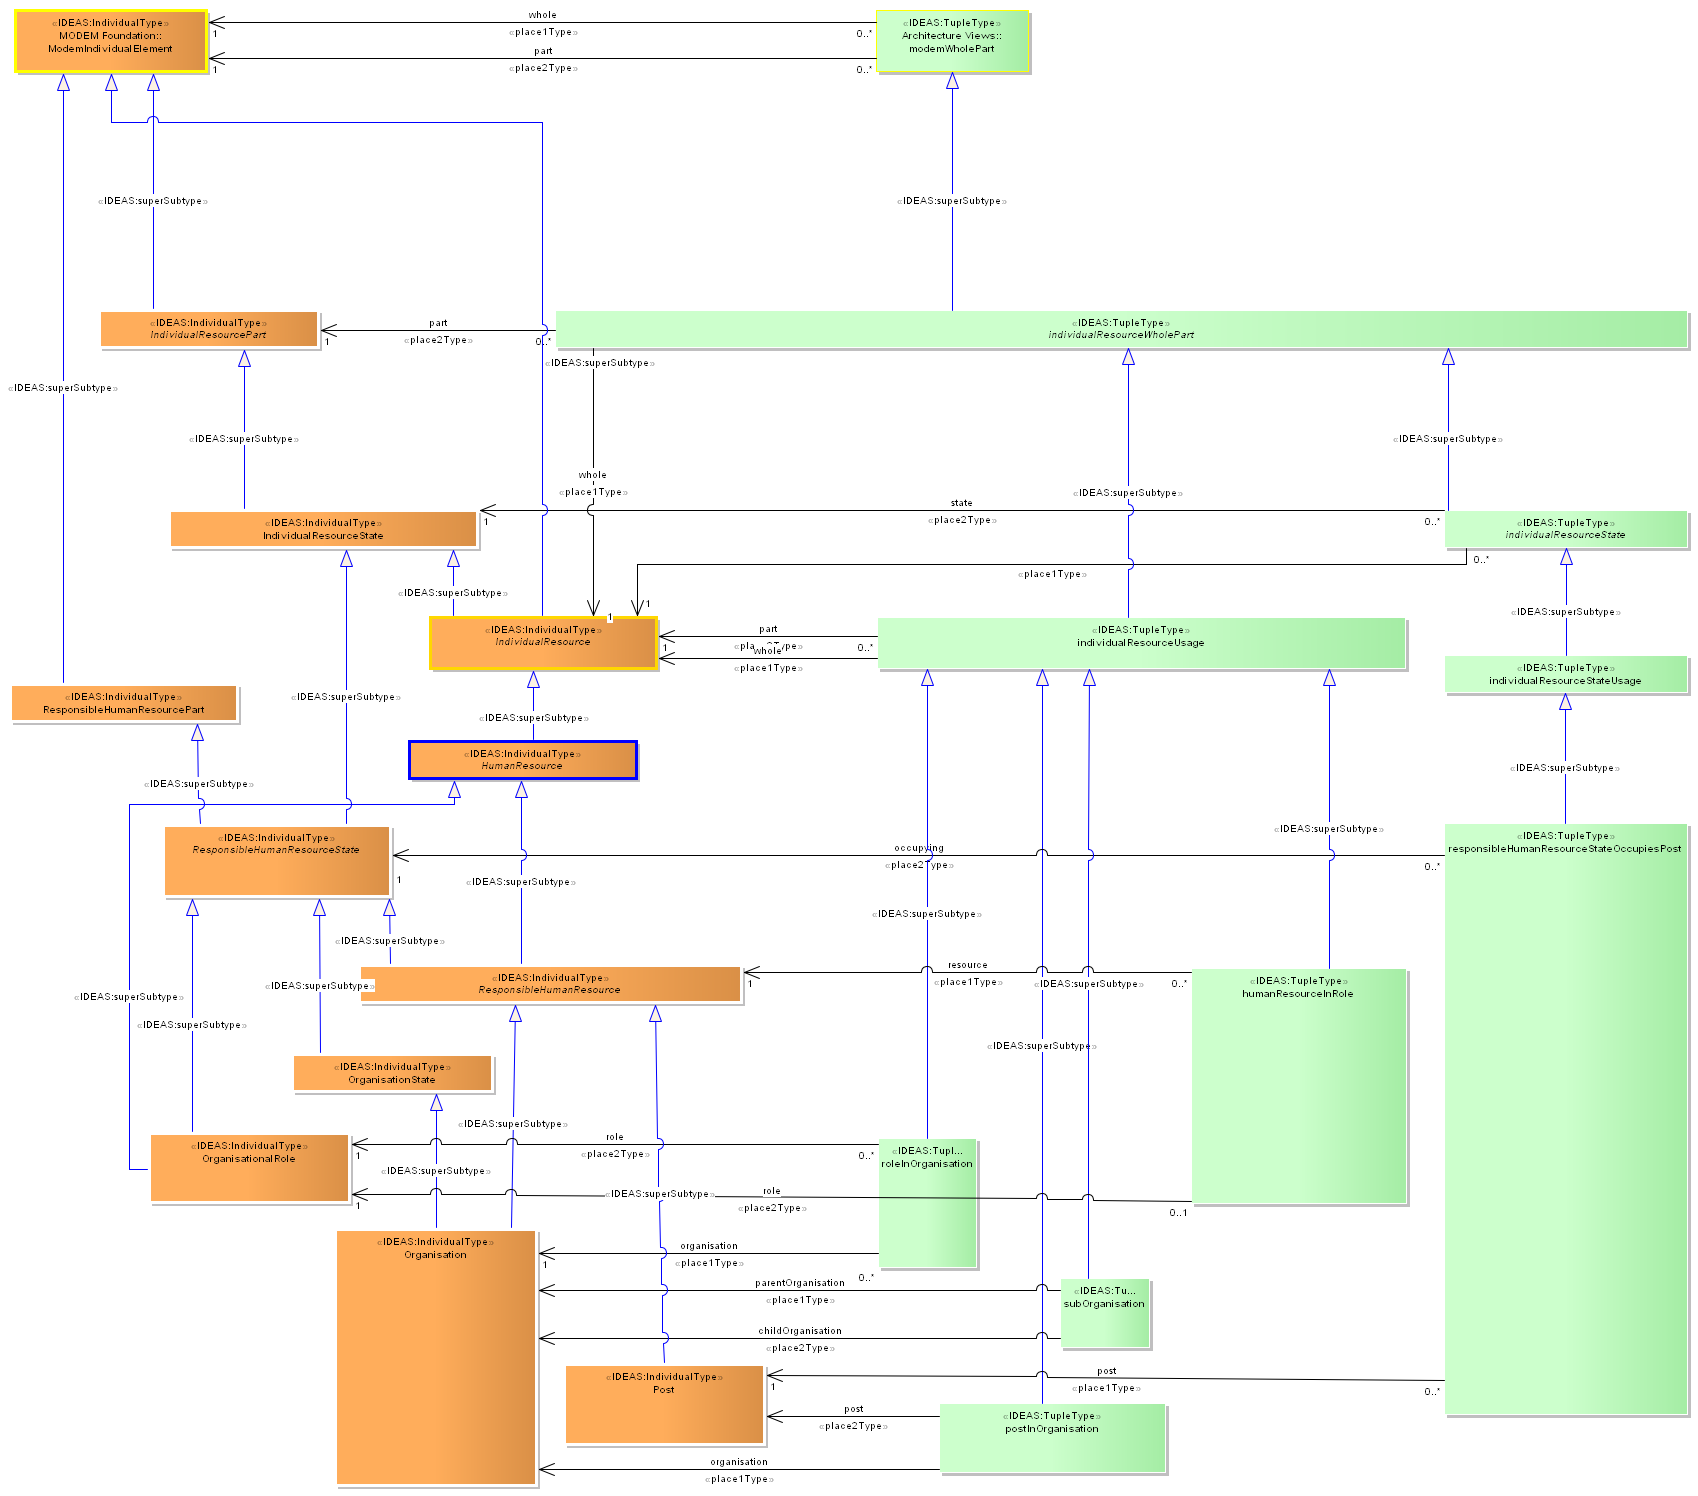 «IDEAS:IndividualType»
MODEM Foundation::
ModemIndividualElement
whole
«place1Type»
1
0..*
part
«place2Type»
1
0..*
«IDEAS:TupleType»
Architecture Views::
modemWholePart
«IDEAS:superSubtype»
«IDEAS:superSubtype»
«IDEAS:IndividualType»
IndividualResourcePart
part
«place2Type»
1
0..*
«IDEAS:TupleType»
individualResourceWholePart
«IDEAS:superSubtype»
«IDEAS:superSubtype»
«IDEAS:superSubtype»
«IDEAS:superSubtype»
whole
«place1Type»
«IDEAS:superSubtype»
«IDEAS:IndividualType»
IndividualResourceState
1
state
«place2Type»
0..*
«IDEAS:TupleType»
individualResourceState
0..*
«place1Type»
«IDEAS:superSubtype»
1
1
«IDEAS:superSubtype»
«IDEAS:IndividualType»
IndividualResource
part
«place2Type»
1
0..*
whole
«place1Type»
«IDEAS:TupleType»
individualResourceUsage
«IDEAS:TupleType»
individualResourceStateUsage
«IDEAS:IndividualType»
ResponsibleHumanResourcePart
«IDEAS:superSubtype»
«IDEAS:superSubtype»
«IDEAS:IndividualType»
HumanResource
«IDEAS:superSubtype»
«IDEAS:superSubtype»
«IDEAS:superSubtype»
«IDEAS:IndividualType»
ResponsibleHumanResourceState
1
occupying
«place2Type»
0..*
«IDEAS:TupleType»
responsibleHumanResourceStateOccupiesPost
«IDEAS:superSubtype»
«IDEAS:superSubtype»
«IDEAS:superSubtype»
«IDEAS:IndividualType»
ResponsibleHumanResource
1
resource
«place1Type»
0..*
«IDEAS:TupleType»
humanResourceInRole
«IDEAS:superSubtype»
«IDEAS:superSubtype»
«IDEAS:superSubtype»
«IDEAS:superSubtype»
«IDEAS:superSubtype»
«IDEAS:IndividualType»
OrganisationState
«IDEAS:superSubtype»
«IDEAS:IndividualType»
OrganisationalRole
1
role
«place2Type»
0..*
«IDEAS:Tupl...
roleInOrganisation
«IDEAS:superSubtype»
«IDEAS:superSubtype»
role
«place2Type»
1
0..1
«IDEAS:IndividualType»
Organisation
organisation
«place1Type»
1
0..*
parentOrganisation
«place1Type»
«IDEAS:Tu...
subOrganisation
childOrganisation
«place2Type»
«IDEAS:IndividualType»
Post
1
post
«place1Type»
0..*
post
«place2Type»
«IDEAS:TupleType»
postInOrganisation
organisation
«place1Type»